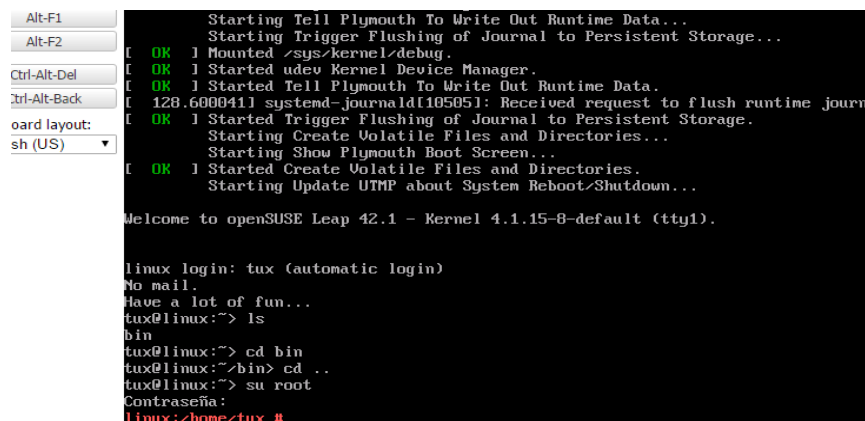 Alt-F1
Alt-F2
Ctrl-Alt-Del
Ctrl-Alt-Back
oard layout:
sh (US)
Starting Tell Plymouth To Write Out Runtime Data...
Starting Trigger Flushing of Journal to Persistent Storage...
[  OK  ] Mounted /sys/kernel/debug.
[  OK  ] Started udev Kernel Device Manager.
[  OK  ] Started Tell Plymouth To Write Out Runtime Data.
[  128.600041] systemd-journald[10505]: Received request to flush runtime journ
[  OK  ] Started Trigger Flushing of Journal to Persistent Storage.
Starting Create Volatile Files and Directories...
Starting Show Plymouth Boot Screen...
[  OK  ] Started Create Volatile Files and Directories.
Starting Update UTMP about System Reboot/Shutdown...
Welcome to openSUSE Leap 42.1 - Kernel 4.1.15-8-default (tty1).
linux login: tux (automatic login)
No mail.
Have a lot of fun...
tux@linux:~> ls
bin
tux@linux:~> cd bin
tux@linux:~/bin> cd ..
tux@linux:~> su root
Contraseña:
linux:/home/tux #